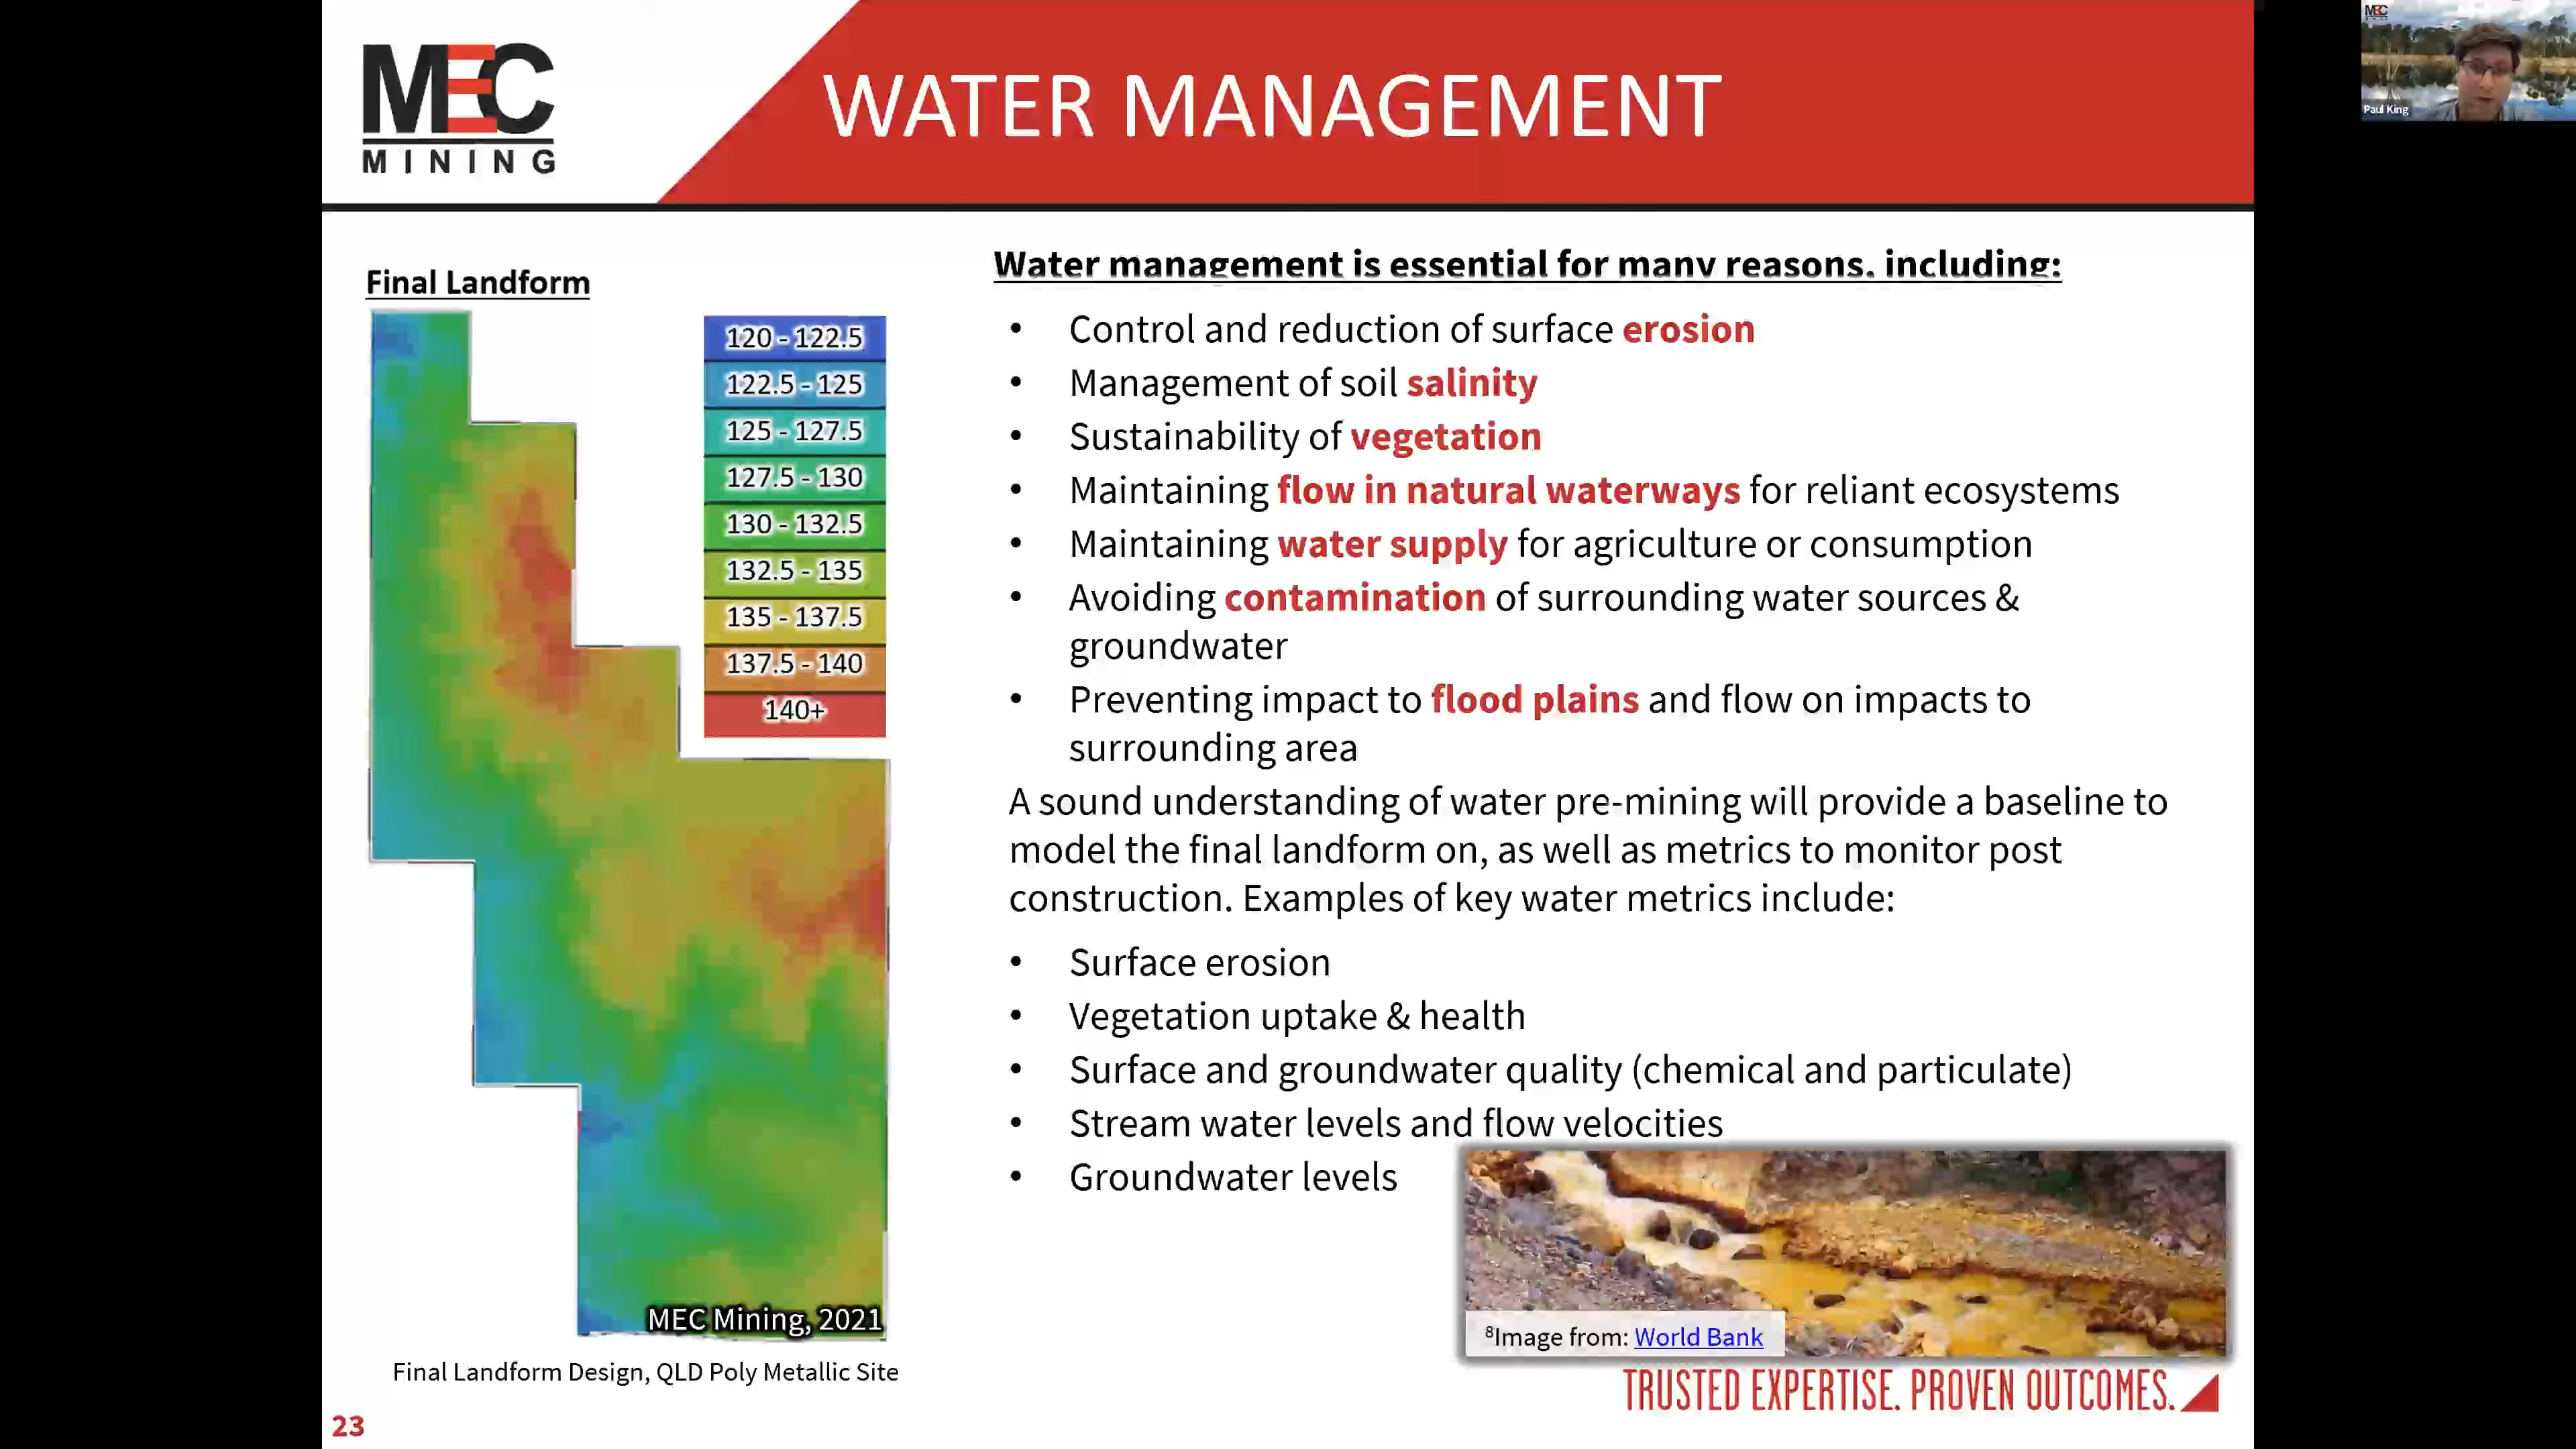 MEC
MINING
WATER MANAGEMENT
MEC
Paul King
Final Landform
120 - 122.5
122.5 - 125
125 - 127.5
127.5 - 130
130 - 132.5
132.5 - 135
135 - 137.5
137.5 - 140
140+
MEC Mining, 2021
Final Landform Design, QLD Poly Metallic Site
23
Water management is essential for many reasons, including:
• Control and reduction of surface erosion
• Management of soil salinity
• Sustainability of vegetation
• Maintaining flow in natural waterways for reliant ecosystems
• Maintaining water supply for agriculture or consumption
• Avoiding contamination of surrounding water sources &
groundwater
• Preventing impact to flood plains and flow on impacts to
surrounding area
A sound understanding of water pre-mining will provide a baseline to
model the final landform on, as well as metrics to monitor post
construction. Examples of key water metrics include:
• Surface erosion
• Vegetation uptake & health
• Surface and groundwater quality (chemical and particulate)
• Stream water levels and flow velocities
• Groundwater levels
⁸Image from: World Bank
TRUSTED EXPERTISE. PROVEN OUTCOMES.